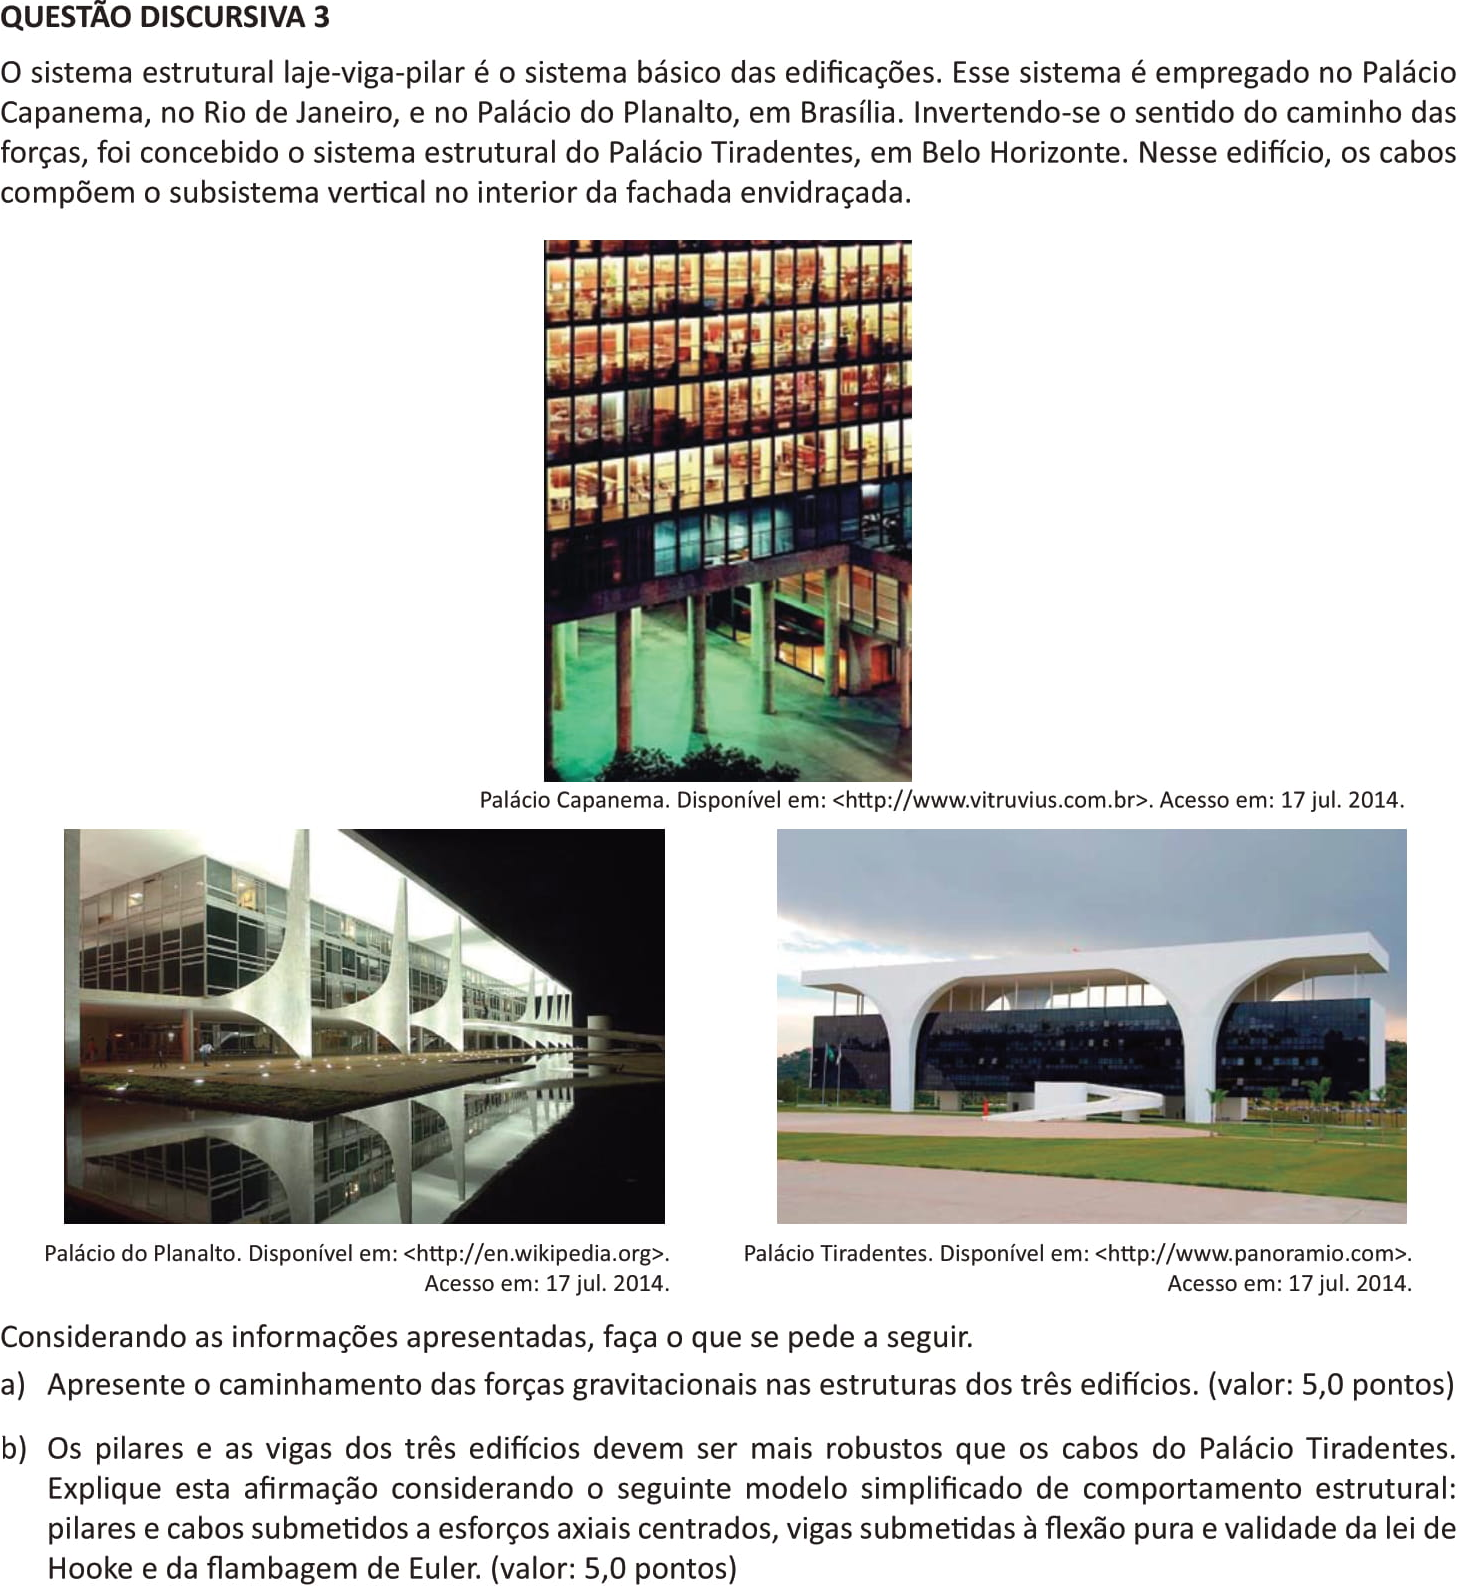 QUESTÃO DISCURSIVA 3
O sistema estrutural laje-viga-pilar é o sistema básico das edificações. Esse sistema é empregado no Palácio
Capanema, no Rio de Janeiro, e no Palácio do Planalto, em Brasília. Invertendo-se o sentido do caminho das
forças, foi concebido o sistema estrutural do Palácio Tiradentes, em Belo Horizonte. Nesse edifício, os cabos
compõem o subsistema vertical no interior da fachada envidraçada.
Palácio Capanema. Disponível em: <http://www.vitruvius.com.br>. Acesso em: 17 jul. 2014.
Palácio do Planalto. Disponível em: <http://en.wikipedia.org>.
Acesso em: 17 jul. 2014.
Palácio Tiradentes. Disponível em: <http://www.panoramio.com>.
Acesso em: 17 jul. 2014.
Considerando as informações apresentadas, faça o que se pede a seguir.
a) Apresente o caminhamento das forças gravitacionais nas estruturas dos três edifícios. (valor: 5,0 pontos)
b) Os pilares e as vigas dos três edifícios devem ser mais robustos que os cabos do Palácio Tiradentes.
Explique esta afirmação considerando o seguinte modelo simplificado de comportamento estrutural:
pilares e cabos submetidos a esforços axiais centrados, vigas submetidas à flexão pura e validade da lei de
Hooke e da flambagem de Euler. (valor: 5,0 pontos)